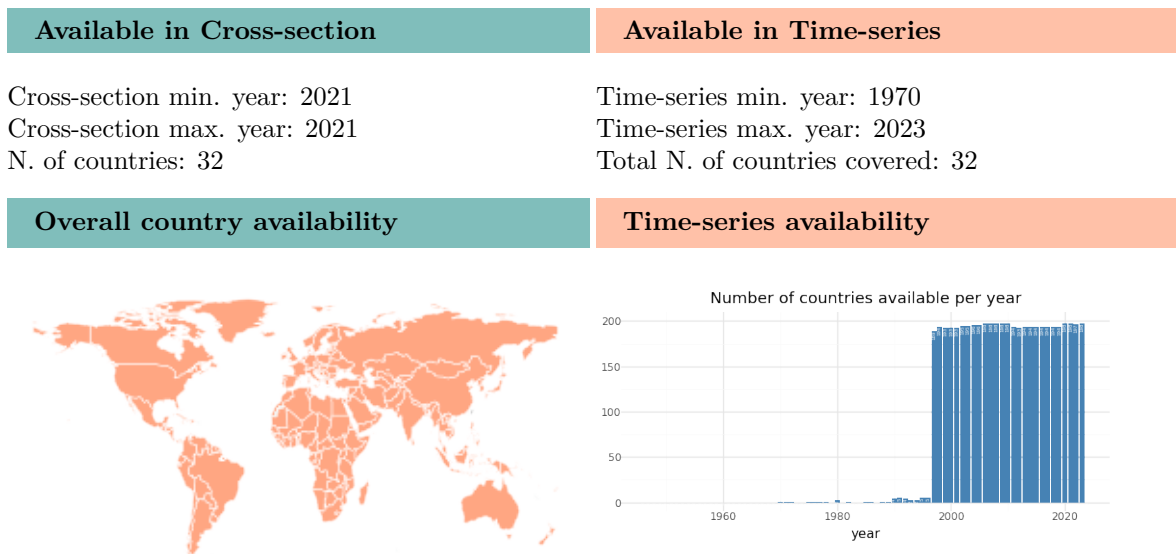 Available in Cross-section
Cross-section min. year: 2021
Cross-section max. year: 2021
N. of countries: 32
Available in Time-series
Time-series min. year: 1970
Time-series max. year: 2023
Total N. of countries covered: 32
Overall country availability
Time-series availability
Number of countries available per year
200
150
100
50
0
1960 1980 2000 2020
year